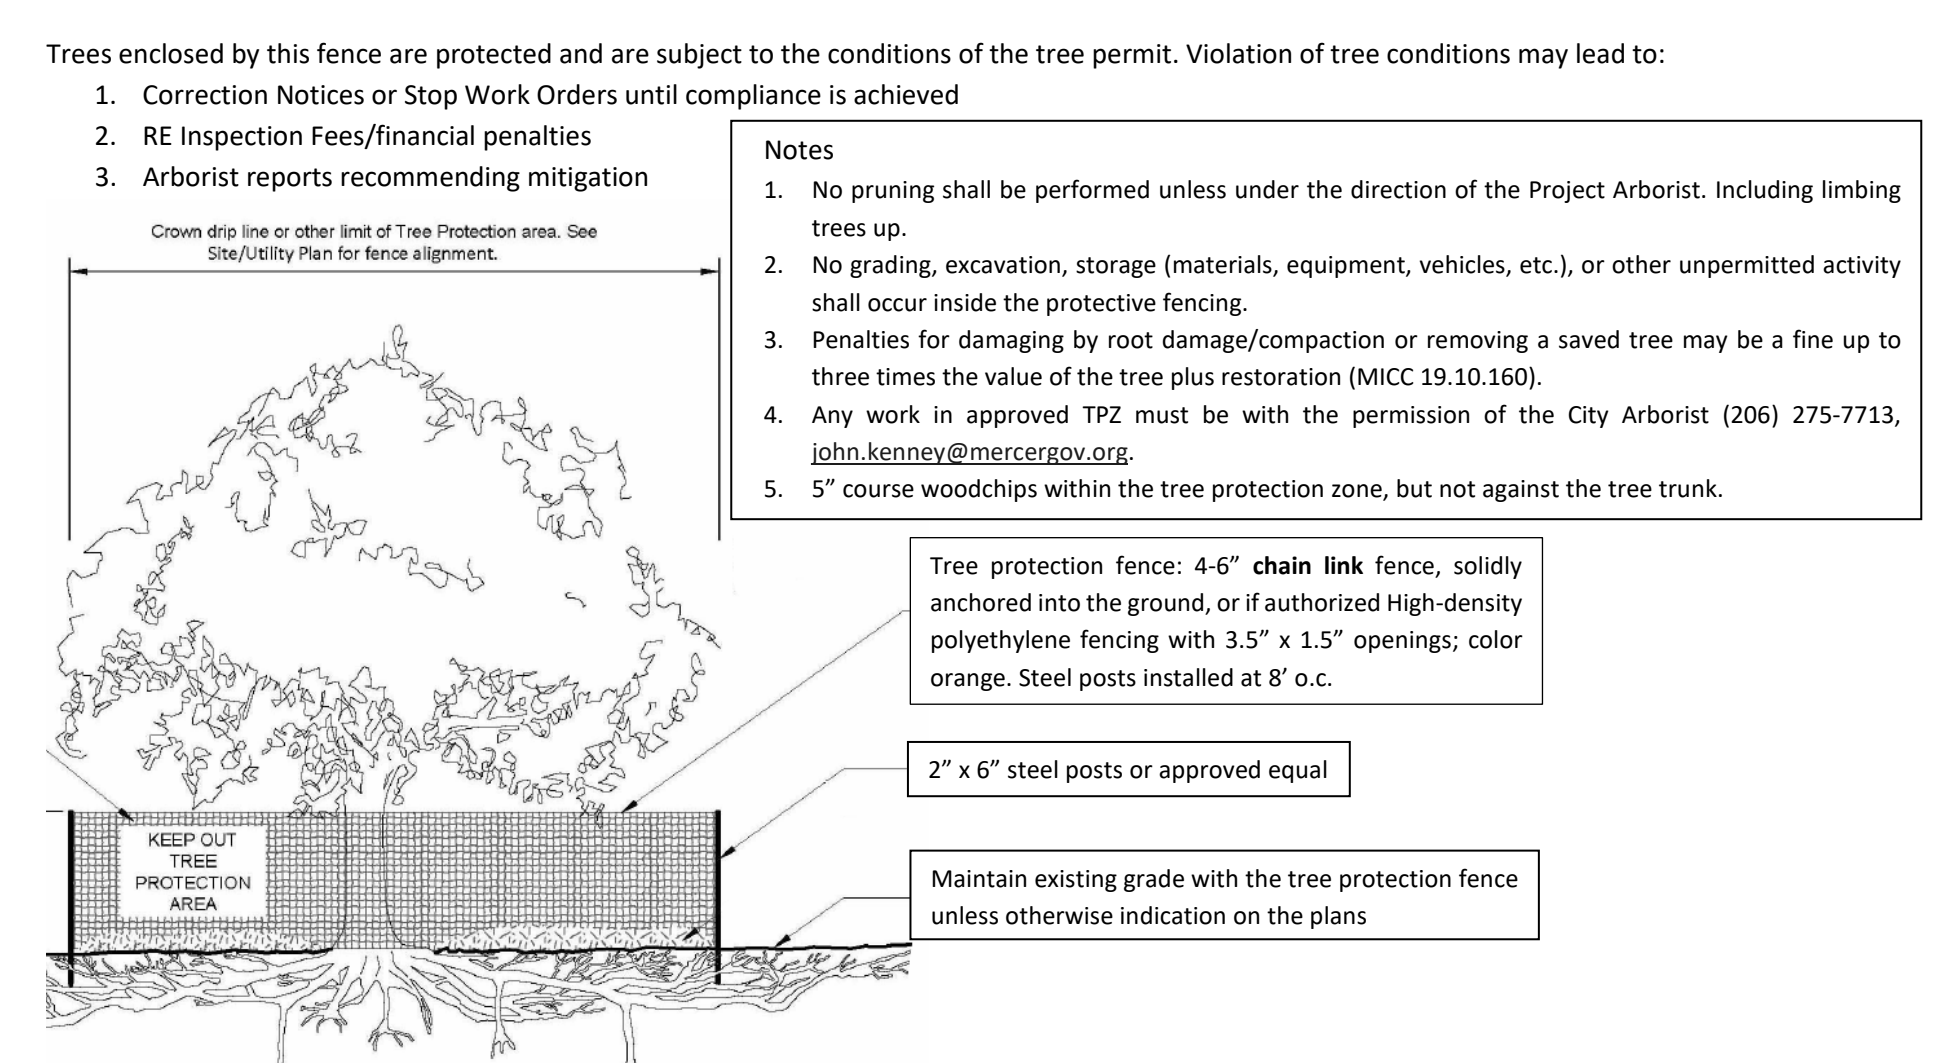 Trees enclosed by this fence are protected and are subject to the conditions of the tree permit. Violation of tree conditions may lead to:
1. Correction Notices or Stop Work Orders until compliance is achieved
2. RE Inspection Fees/financial penalties
3. Arborist reports recommending mitigation
Notes
1. No pruning shall be performed unless under the direction of the Project Arborist. Including limbing
trees up.
2. No grading, excavation, storage (materials, equipment, vehicles, etc.), or other unpermitted activity
shall occur inside the protective fencing.
3. Penalties for damaging by root damage/compaction or removing a saved tree may be a fine up to
three times the value of the tree plus restoration (MICC 19.10.160).
4. Any work in approved TPZ must be with the permission of the City Arborist (206) 275-7713,
john.kenney@mercergov.org.
5. 5” course woodchips within the tree protection zone, but not against the tree trunk.
Crown drip line or other limit of Tree Protection area. See
Site/Utility Plan for fence alignment.
Tree protection fence: 4-6” chain link fence, solidly
anchored into the ground, or if authorized High-density
polyethylene fencing with 3.5” x 1.5” openings; color
orange. Steel posts installed at 8’ o.c.
2” x 6” steel posts or approved equal
KEEP OUT
TREE
PROTECTION
AREA
Maintain existing grade with the tree protection fence
unless otherwise indication on the plans